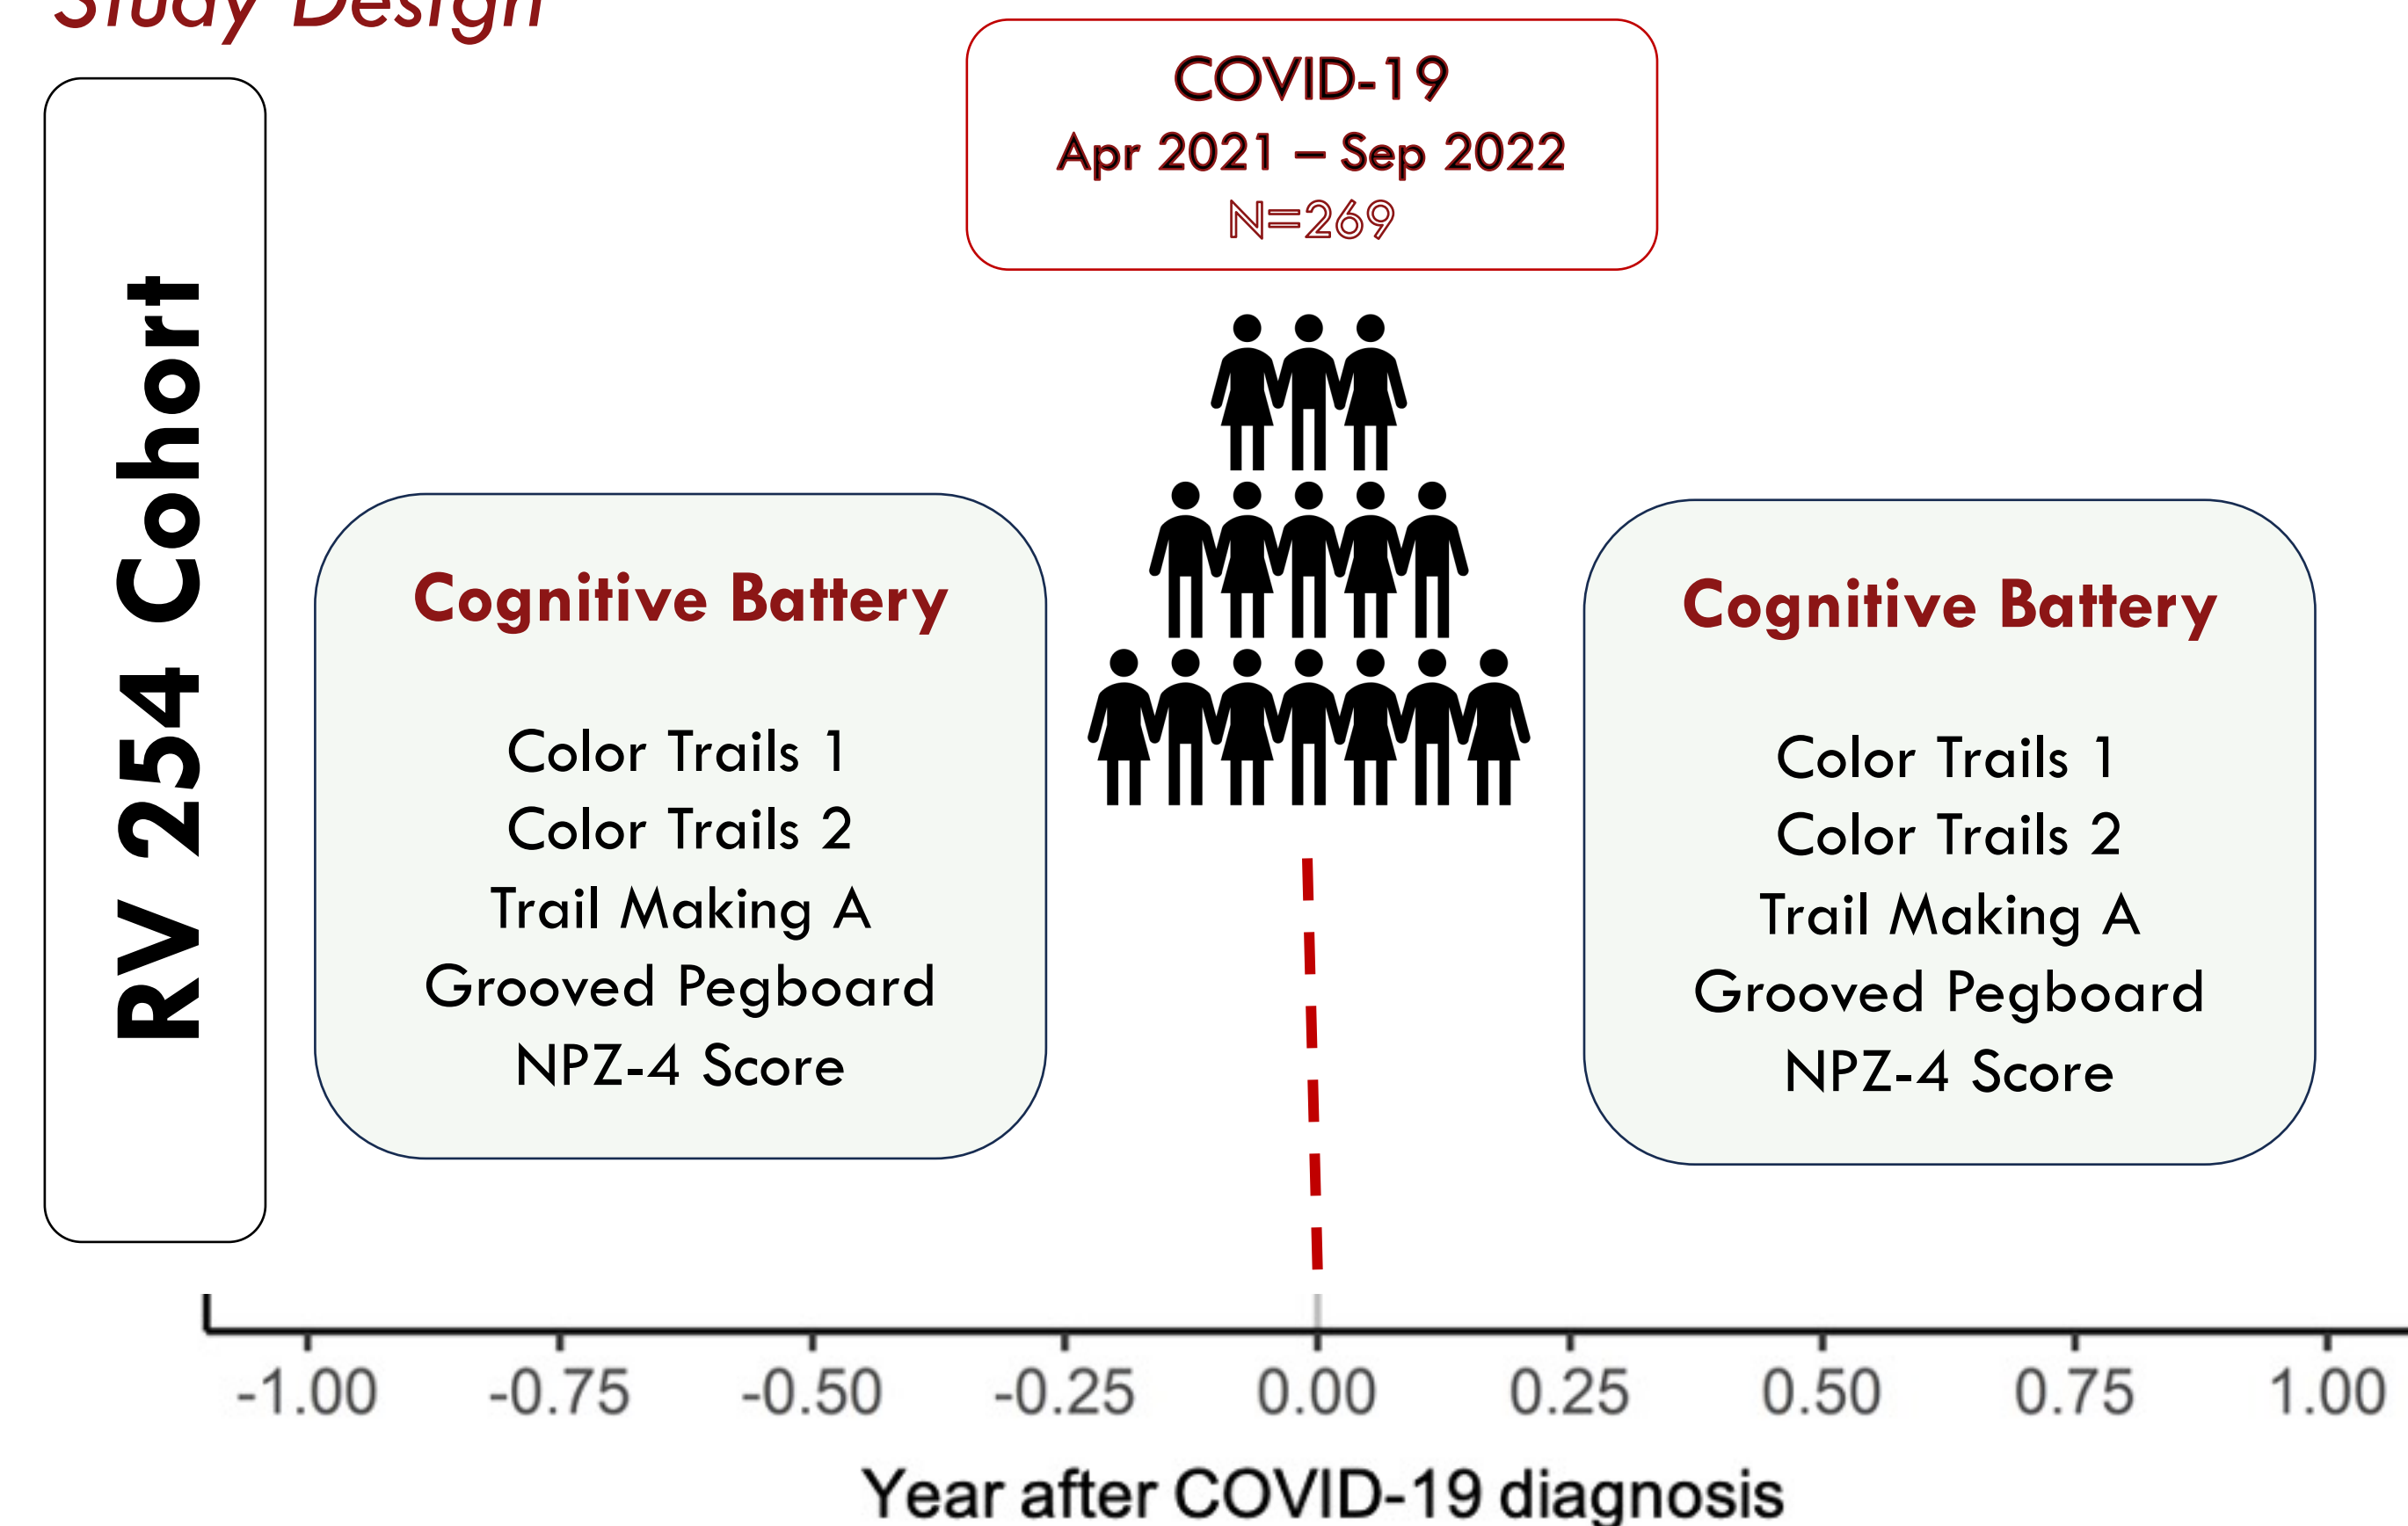 Study Design
RV 254 Cohort
COVID-19
Apr 2021 – Sep 2022
N=269
Cognitive Battery
Color Trails 1
Color Trails 2
Trail Making A
Grooved Pegboard
NPZ-4 Score
Cognitive Battery
Color Trails 1
Color Trails 2
Trail Making A
Grooved Pegboard
NPZ-4 Score
-1.00 -0.75 -0.50 -0.25 0.00 0.25 0.50 0.75 1.00
Year after COVID-19 diagnosis